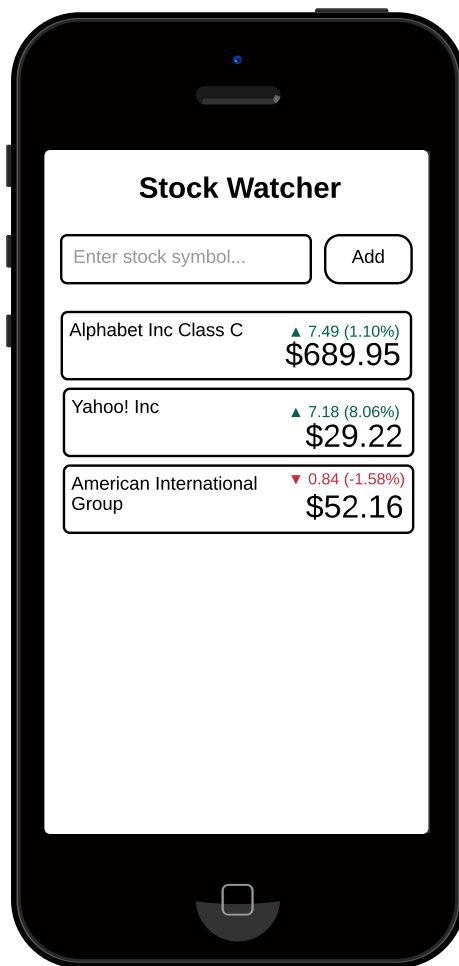 Stock Watcher
Enter stock symbol...
Add
Alphabet Inc Class C
▲ 7.49 (1.10%)
$689.95
Yahoo! Inc
▲ 7.18 (8.06%)
$29.22
American International
Group
▼ 0.84 (-1.58%)
$52.16